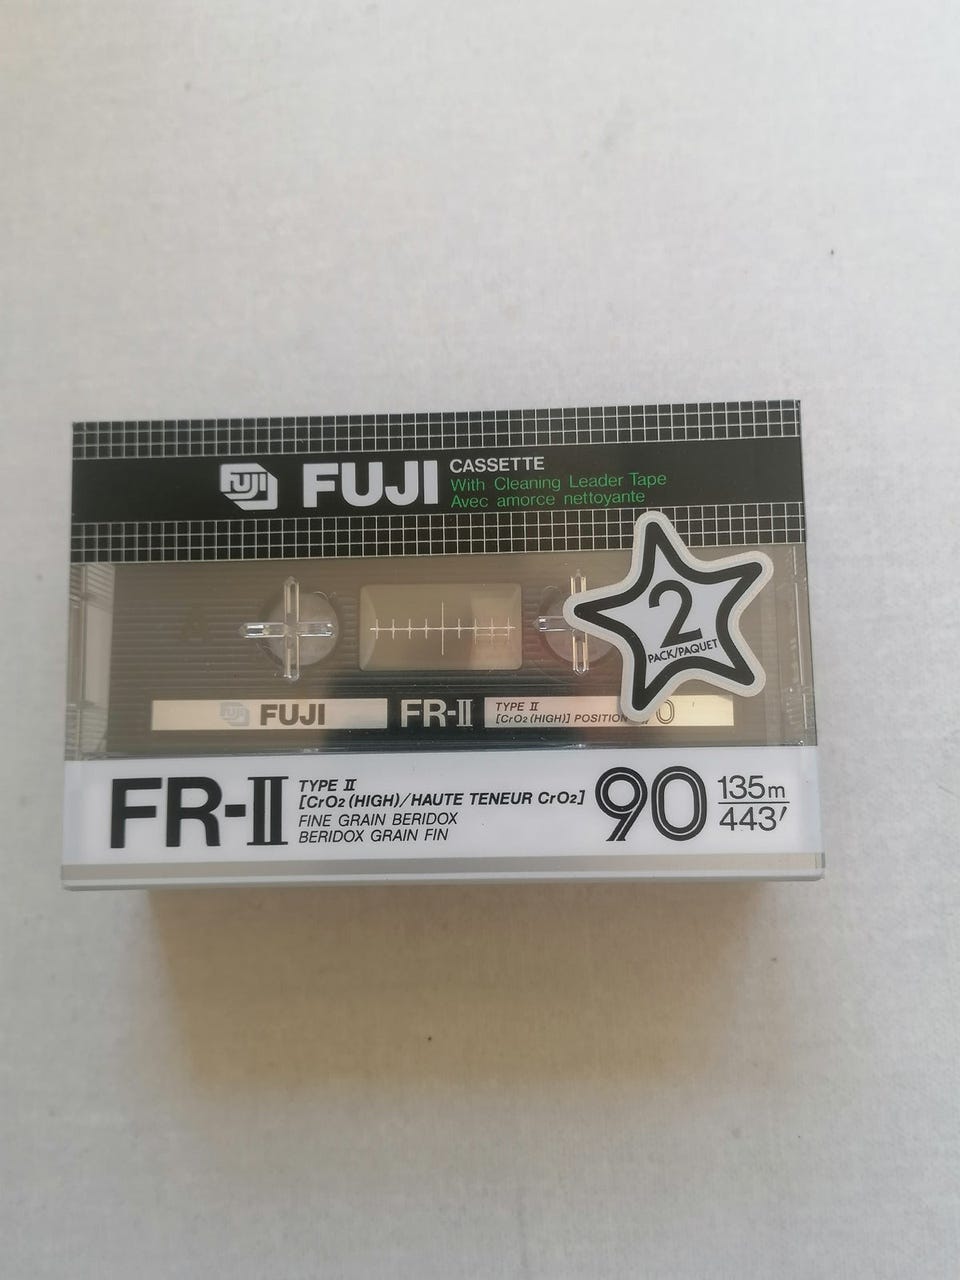 FUJI FUJI CASSETTE
With Cleaning Leader Tape
Avec amorce nettoyante
2
PACK/PAQUET
FUJI FUJI FR-II TYPE II
[CrO2 (HIGH)] POSITION
FR-II TYPE II
[CrO2 (HIGH)/HAUTE TENEUR CrO2]
FINE GRAIN BERIDOX
BERIDOX GRAIN FIN
90 135m
443'